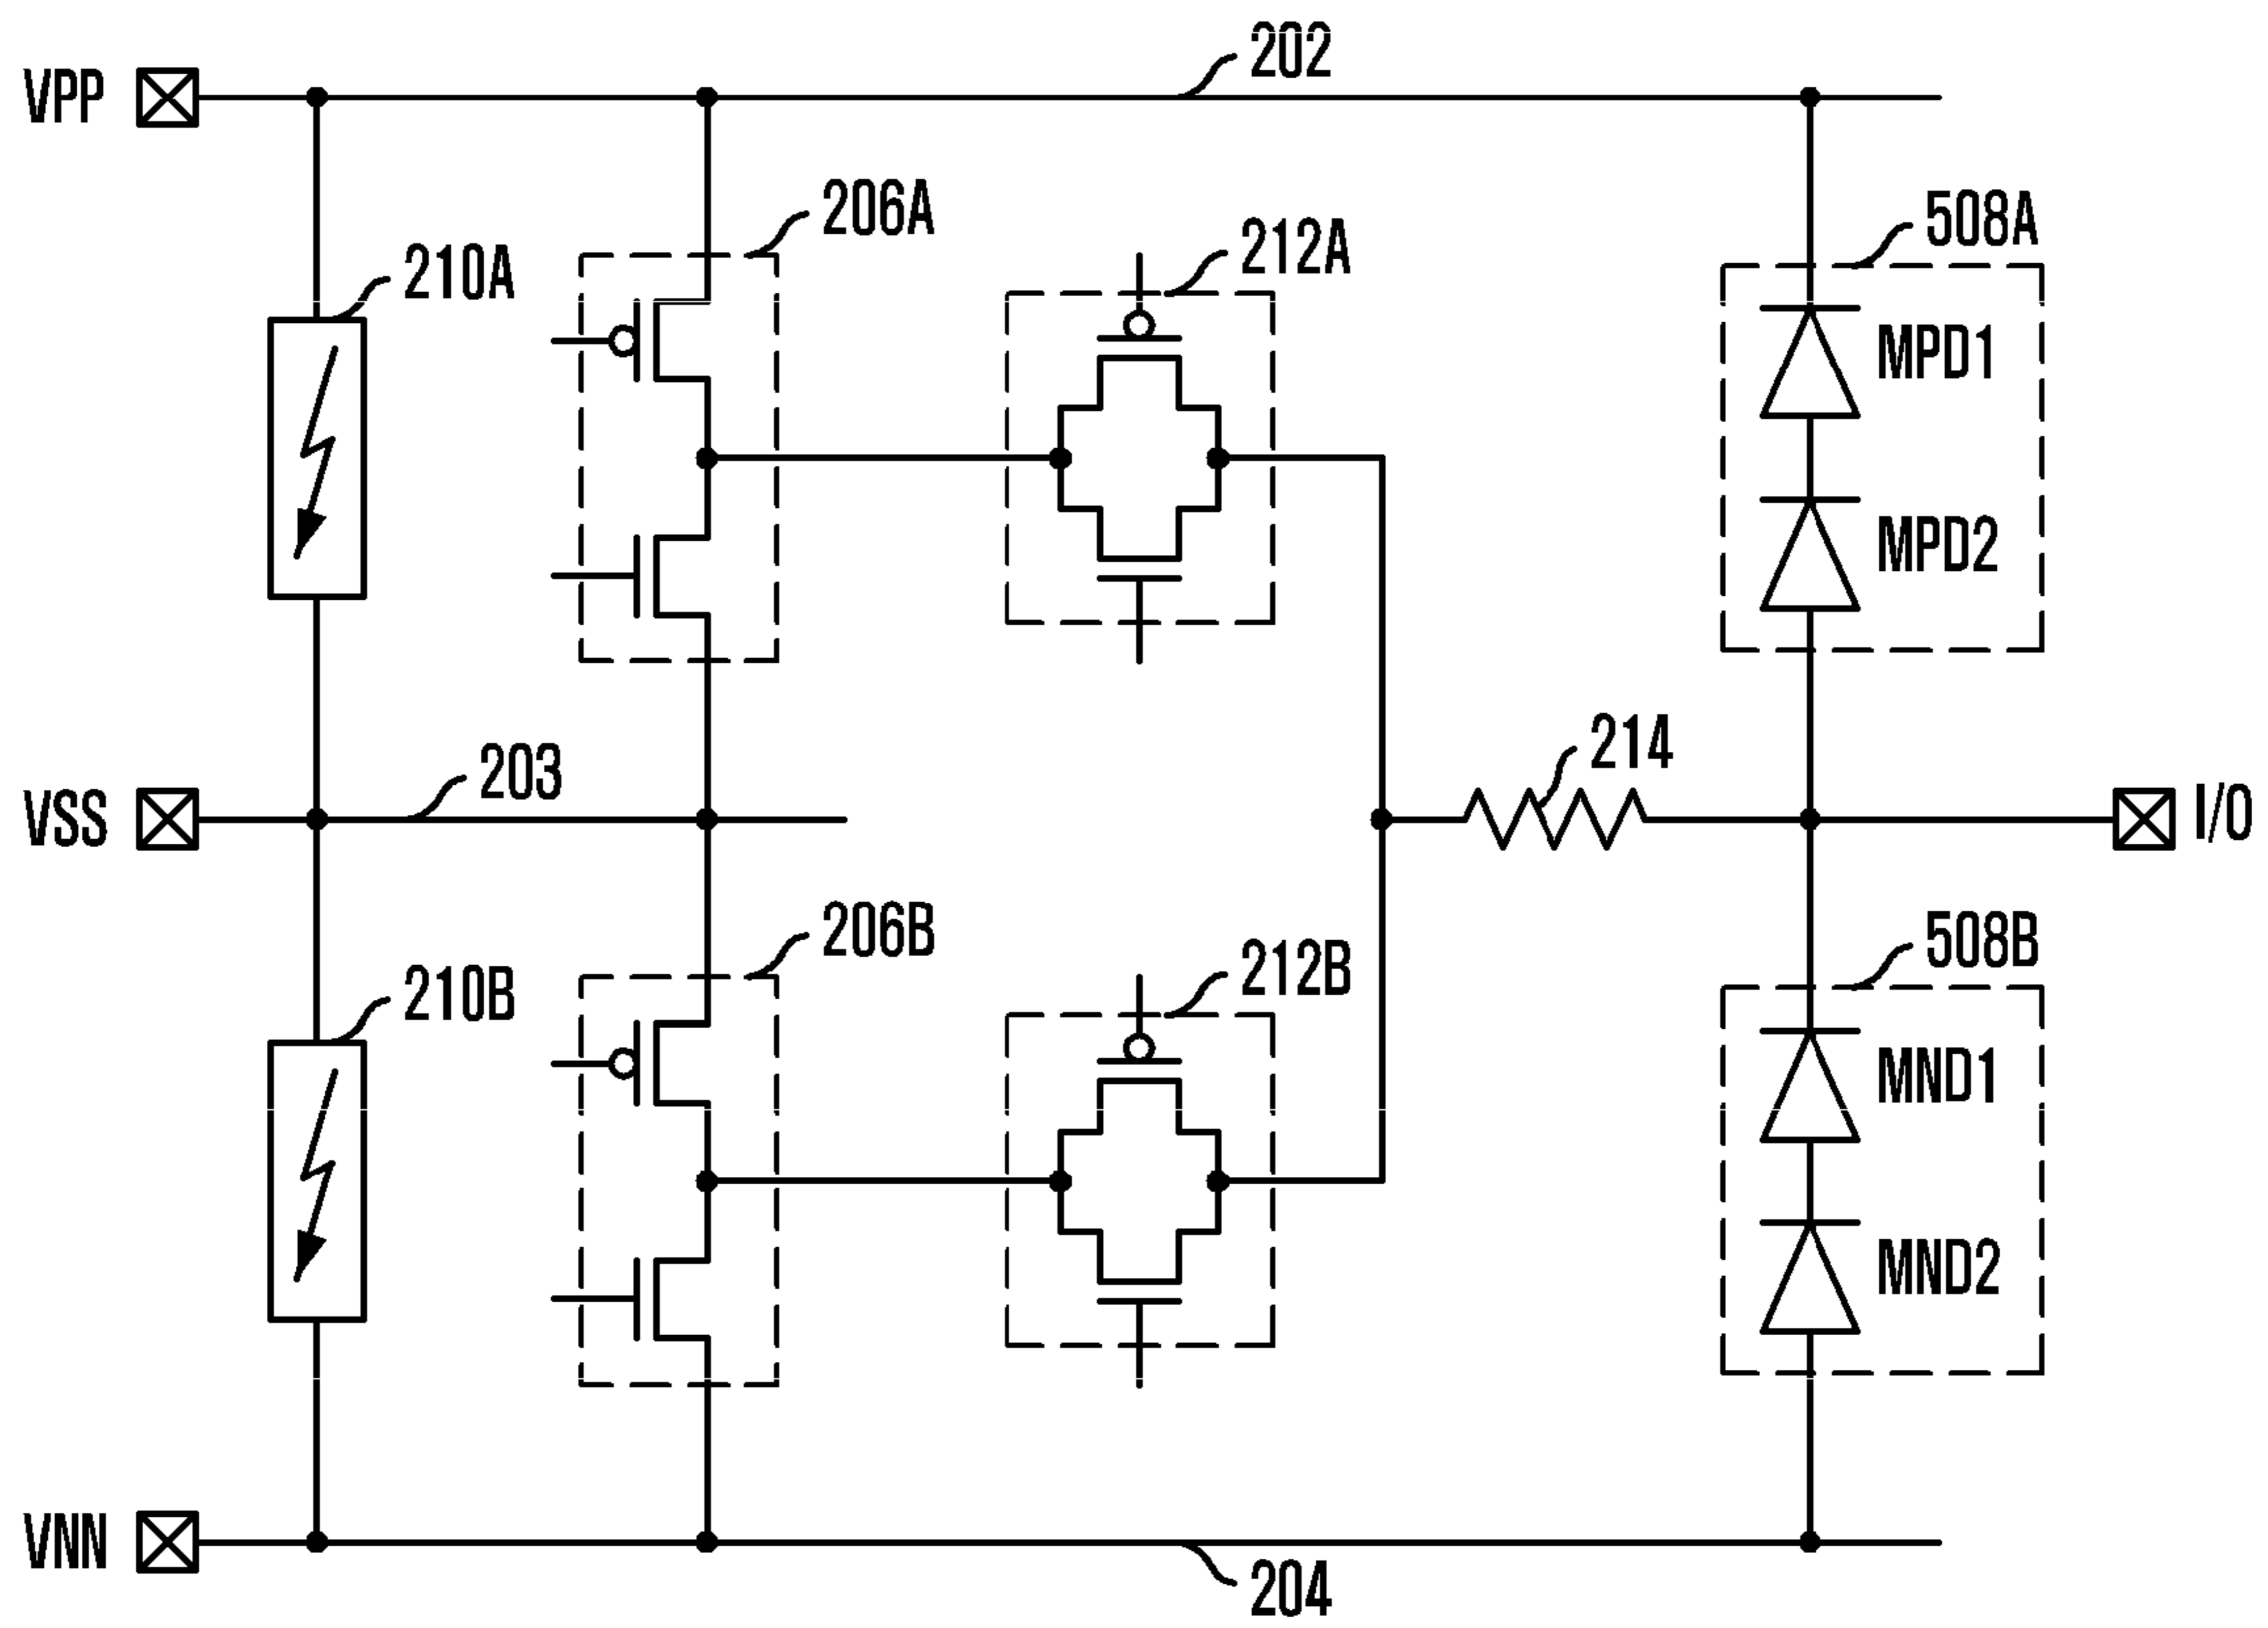 202
VPP
206A
508A
212A
210A
MPD1
MPD2
214
203
VSS
I/O
206B
508B
212B
210B
MND1
MND2
VNN
204